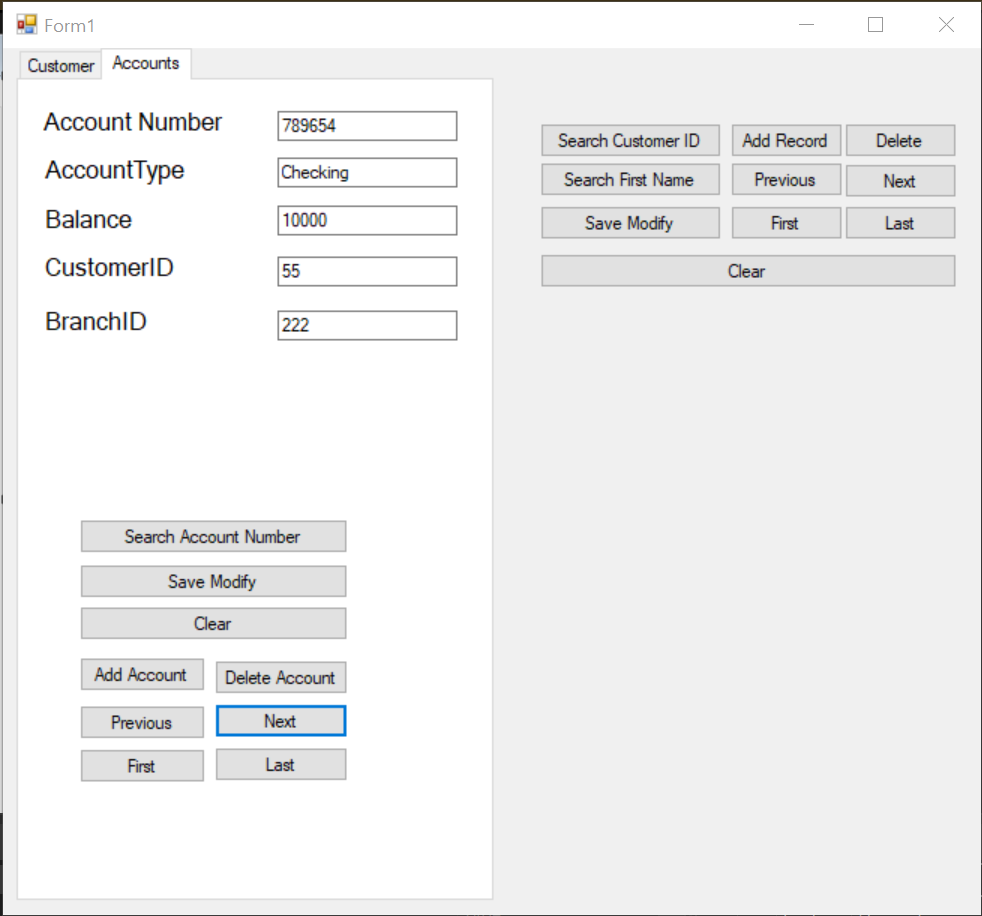 Form1
Customer Accounts
Account Number 789654
AccountType Checking
Balance 10000
CustomerID 55
BranchID 222
Search Account Number
Save Modify
Clear
Add Account Delete Account
Previous Next
First Last
Search Customer ID Add Record Delete
Search First Name Previous Next
Save Modify First Last
Clear